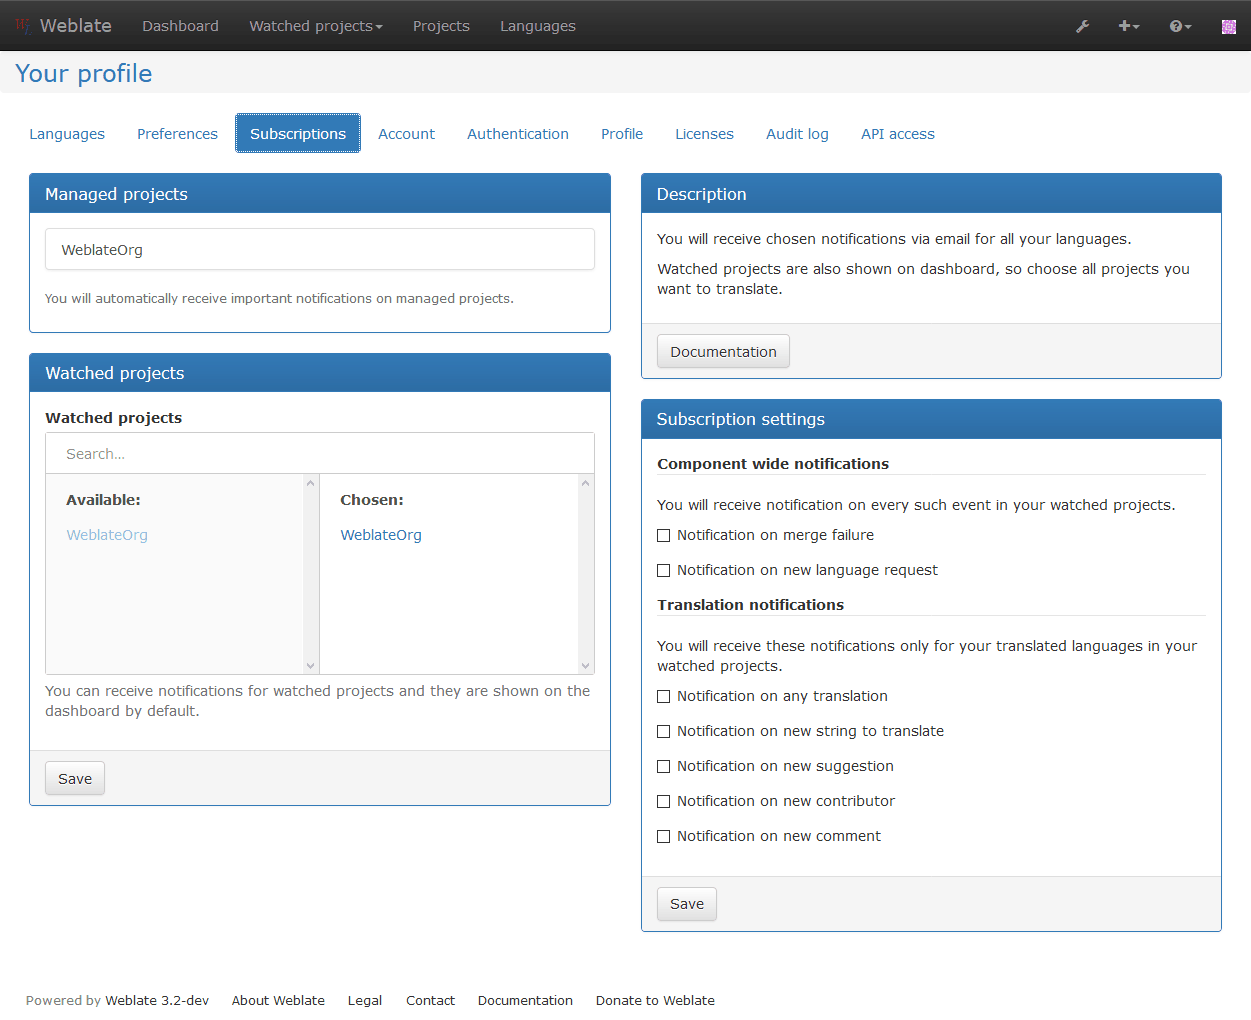 Weblate Dashboard Watched projects Projects Languages
Your profile
Languages Preferences Subscriptions Account Authentication Profile Licenses Audit log API access
Managed projects
WeblateOrg
You will automatically receive important notifications on managed projects.
Watched projects
Watched projects
Search...
Available:
WeblateOrg
Chosen:
WeblateOrg
You can receive notifications for watched projects and they are shown on the
dashboard by default.
Save
Description
You will receive chosen notifications via email for all your languages.
Watched projects are also shown on dashboard, so choose all projects you
want to translate.
Documentation
Subscription settings
Component wide notifications
You will receive notification on every such event in your watched projects.
Notification on merge failure
Notification on new language request
Translation notifications
You will receive these notifications only for your translated languages in your
watched projects.
Notification on any translation
Notification on new string to translate
Notification on new suggestion
Notification on new contributor
Notification on new comment
Save
Powered by Weblate 3.2-dev About Weblate Legal Contact Documentation Donate to Weblate